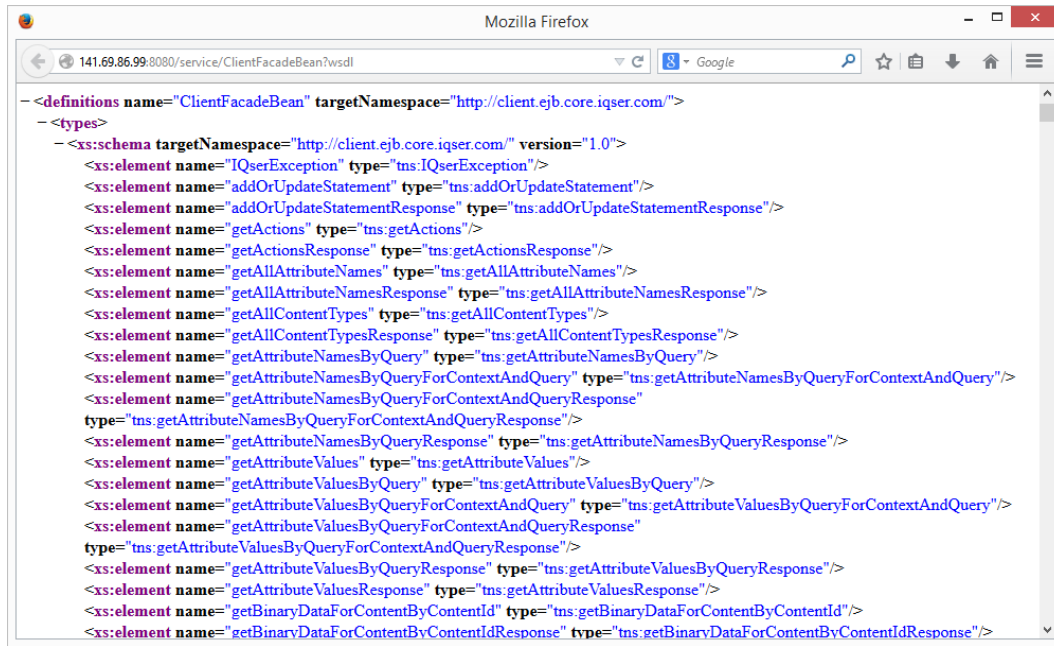 Mozilla Firefox
141.69.86.99:8080/service/ClientFacadeBean?wsdl
8 Google
−<definitions name="ClientFacadeBean" targetNamespace="http://client.ejb.core.iqser.com/">
−<types>
−<xs:schema targetNamespace="http://client.ejb.core.iqser.com/" version="1.0">
<xs:element name="IQserException" type="tns:IQserException"/>
<xs:element name="addOrUpdateStatement" type="tns:addOrUpdateStatement"/>
<xs:element name="addOrUpdateStatementResponse" type="tns:addOrUpdateStatementResponse"/>
<xs:element name="getActions" type="tns:getActions"/>
<xs:element name="getActionsResponse" type="tns:getActionsResponse"/>
<xs:element name="getAllAttributeNames" type="tns:getAllAttributeNames"/>
<xs:element name="getAllAttributeNamesResponse" type="tns:getAllAttributeNamesResponse"/>
<xs:element name="getAllContentTypes" type="tns:getAllContentTypes"/>
<xs:element name="getAllContentTypesResponse" type="tns:getAllContentTypesResponse"/>
<xs:element name="getAttributeNamesByQuery" type="tns:getAttributeNamesByQuery"/>
<xs:element name="getAttributeNamesByQueryForContextAndQuery" type="tns:getAttributeNamesByQueryForContextAndQuery"/>
<xs:element name="getAttributeNamesByQueryForContextAndQueryResponse"
type="tns:getAttributeNamesByQueryForContextAndQueryResponse"/>
<xs:element name="getAttributeNamesByQueryResponse" type="tns:getAttributeNamesByQueryResponse"/>
<xs:element name="getAttributeValues" type="tns:getAttributeValues"/>
<xs:element name="getAttributeValuesByQuery" type="tns:getAttributeValuesByQuery"/>
<xs:element name="getAttributeValuesByQueryForContextAndQuery" type="tns:getAttributeValuesByQueryForContextAndQuery"/>
<xs:element name="getAttributeValuesByQueryForContextAndQueryResponse"
type="tns:getAttributeValuesByQueryForContextAndQueryResponse"/>
<xs:element name="getAttributeValuesByQueryResponse" type="tns:getAttributeValuesByQueryResponse"/>
<xs:element name="getAttributeValuesResponse" type="tns:getAttributeValuesResponse"/>
<xs:element name="getBinaryDataForContentByContentId" type="tns:getBinaryDataForContentByContentId"/>
<xs:element name="getBinaryDataForContentByContentIdResponse" type="tns:getBinaryDataForContentByContentIdResponse"/>